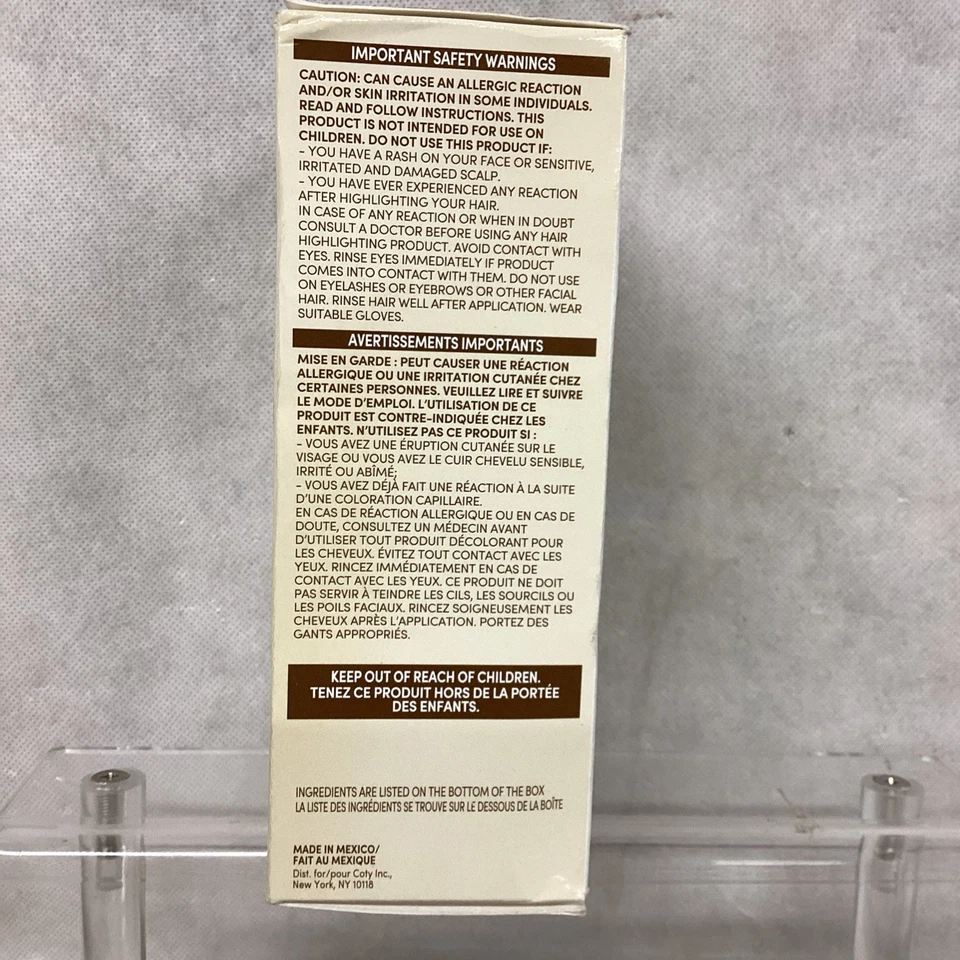 IMPORTANT SAFETY WARNINGS
CAUTION: CAN CAUSE AN ALLERGIC REACTION
AND/OR SKIN IRRITATION IN SOME INDIVIDUALS.
READ AND FOLLOW INSTRUCTIONS. THIS
PRODUCT IS NOT INTENDED FOR USE ON
CHILDREN. DO NOT USE THIS PRODUCT IF:
- YOU HAVE A RASH ON YOUR FACE OR SENSITIVE,
IRRITATED AND DAMAGED SCALP.
- YOU HAVE EVER EXPERIENCED ANY REACTION
AFTER HIGHLIGHTING YOUR HAIR.
IN CASE OF ANY REACTION OR WHEN IN DOUBT
CONSULT A DOCTOR BEFORE USING ANY HAIR
HIGHLIGHTING PRODUCT. AVOID CONTACT WITH
EYES. RINSE EYES IMMEDIATELY IF PRODUCT
COMES INTO CONTACT WITH THEM. DO NOT USE
ON EYELASHES OR EYEBROWS OR OTHER FACIAL
HAIR. RINSE HAIR WELL AFTER APPLICATION. WEAR
SUITABLE GLOVES.
AVERTISSEMENTS IMPORTANTS
MISE EN GARDE : PEUT CAUSER UNE RÉACTION
ALLERGIQUE OU UNE IRRITATION CUTANÉE CHEZ
CERTAINES PERSONNES. VEUILLEZ LIRE ET SUIVRE
LE MODE D'EMPLOI. L'UTILISATION DE CE
PRODUIT EST CONTRE-INDIQUÉE CHEZ LES
ENFANTS. N'UTILISEZ PAS CE PRODUIT SI :
- VOUS AVEZ UNE ÉRUPTION CUTANÉE SUR LE
VISAGE OU VOUS AVEZ LE CUIR CHEVELU SENSIBLE,
IRRITÉ OU ABÎMÉ;
- VOUS AVEZ DÉJÀ FAIT UNE RÉACTION À LA SUITE
D'UNE COLORATION CAPILLAIRE.
EN CAS DE RÉACTION ALLERGIQUE OU EN CAS DE
DOUTE, CONSULTEZ UN MÉDECIN AVANT
D'UTILISER TOUT PRODUIT DÉCOLORANT POUR
LES CHEVEUX. ÉVITEZ TOUT CONTACT AVEC LES
YEUX. RINCEZ IMMÉDIATEMENT EN CAS DE
CONTACT AVEC LES YEUX. CE PRODUIT NE DOIT
PAS SERVIR À TEINDRE LES CILS, LES SOURCILS OU
LES POILS FACIAUX. RINCEZ SOIGNEUSEMENT LES
CHEVEUX APRÈS L'APPLICATION. PORTEZ DES
GANTS APPROPRIÉS.
KEEP OUT OF REACH OF CHILDREN.
TENEZ CE PRODUIT HORS DE LA PORTÉE
DES ENFANTS.
INGREDIENTS ARE LISTED ON THE BOTTOM OF THE BOX
LA LISTE DES INGRÉDIENTS SE TROUVE SUR LE DESSOUS DE LA BOÎTE
MADE IN MEXICO/
FAIT AU MEXIQUE
Dist. for/pour Coty Inc.,
New York, NY 10118